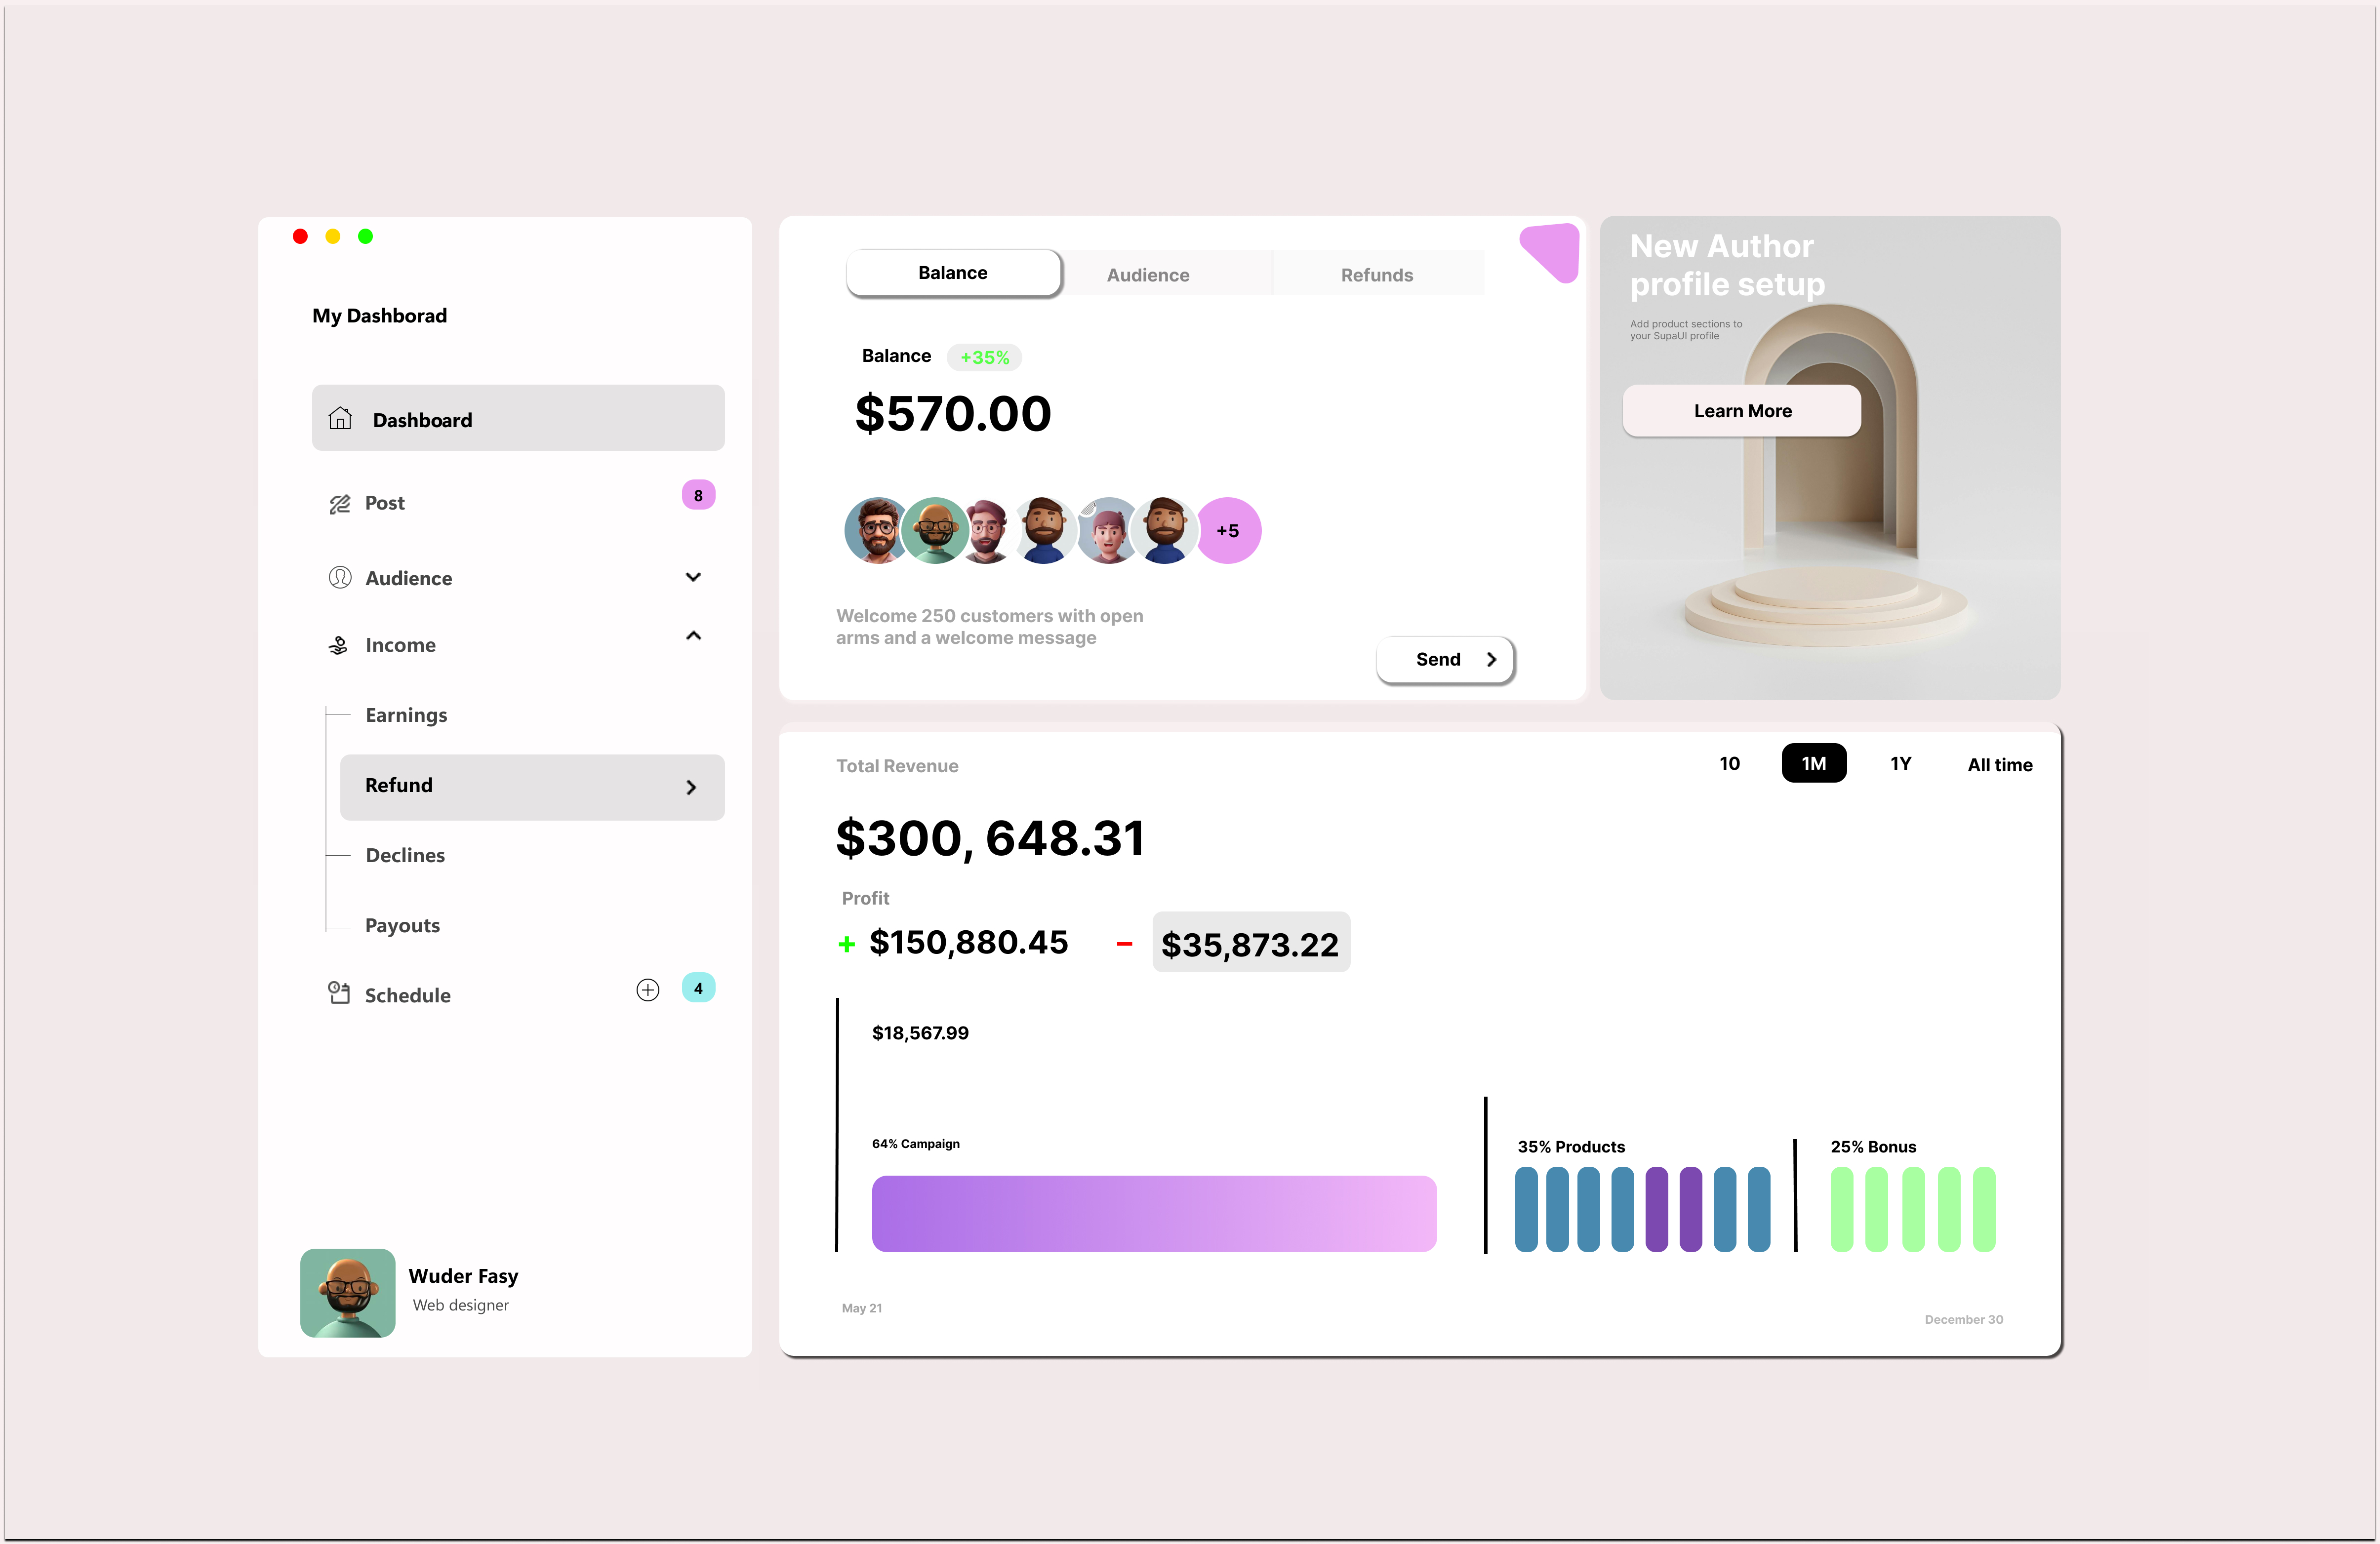 My Dashborad
Dashboard
Post
8
Audience
Income
Earnings
Refund
Declines
Payouts
Schedule
4
Wuder Fasy
Web designer
Balance
Audience
Refunds
Balance
+35%
$570.00
+5
Welcome 250 customers with open
arms and a welcome message
Send
New Author
profile setup
Add product sections to
your SupaUI profile
Learn More
Total Revenue
10
1M
1Y
All time
$300, 648.31
Profit
+ $150,880.45
– $35,873.22
$18,567.99
64% Campaign
35% Products
25% Bonus
May 21
December 30